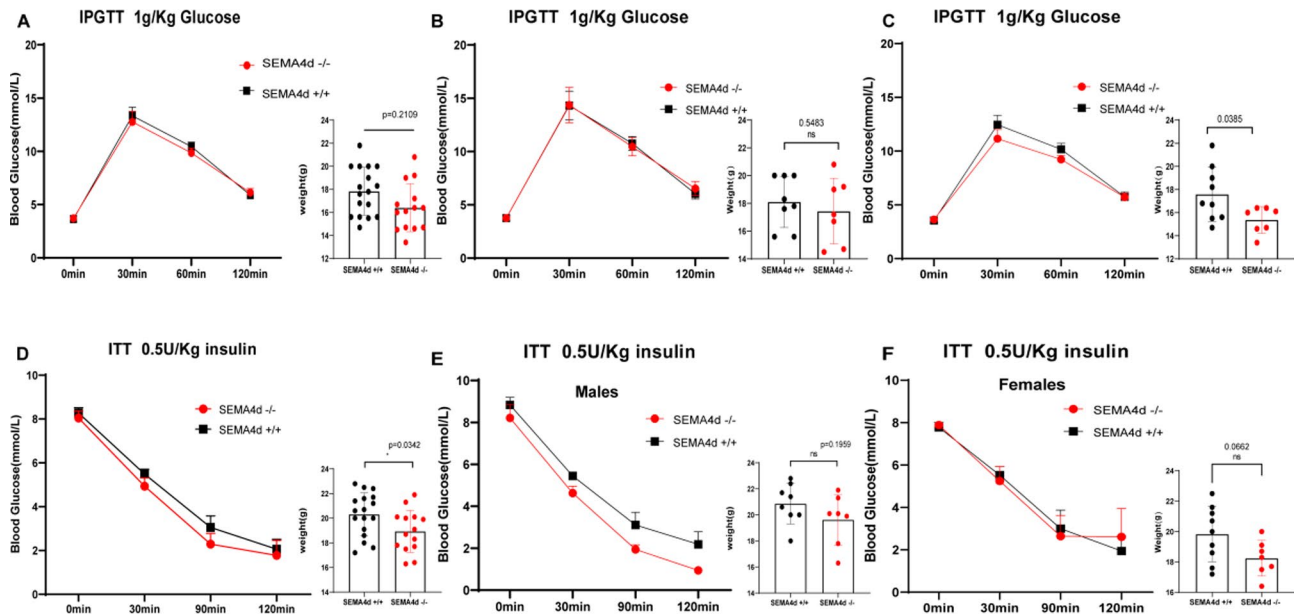 A
IPGTT 1g/Kg Glucose
Blood Glucose(mmol/L)
20
15
10
5
0
0min 30min 60min 120min
SEMA4d -/-
SEMA4d +/+
p=0.2109
weight(g)
24
22
20
18
16
14
12
SEMA4d +/+ SEMA4d -/-
B
IPGTT 1g/Kg Glucose
Blood Glucose(mmol/L)
20
15
10
5
0
0min 30min 60min 120min
SEMA4d -/-
SEMA4d +/+
0.5483
ns
Weight(g)
24
22
20
18
16
14
SEMA4d +/+ SEMA4d -/-
C
IPGTT 1g/Kg Glucose
Blood Glucose(mmol/L)
20
15
10
5
0
0min 30min 60min 120min
SEMA4d -/-
SEMA4d +/+
0.0385
Weight(g)
24
22
20
18
16
14
12
SEMA4d +/+ SEMA4d -/-
D
ITT 0.5U/Kg insulin
Blood Glucose(mmol/L)
10
8
6
4
2
0
0min 30min 90min 120min
SEMA4d -/-
SEMA4d +/+
p=0.0342
*
weight(g)
24
22
20
18
16
14
SEMA4d +/+ SEMA4d -/-
E
ITT 0.5U/Kg insulin
Males
Blood Glucose(mmol/L)
10
8
6
4
2
0
0min 30min 90min 120min
SEMA4d -/-
SEMA4d +/+
p=0.1959
ns
weight(g)
24
22
20
18
16
14
SEMA4d +/+ SEMA4d -/-
F
ITT 0.5U/Kg insulin
Females
Blood Glucose(mmol/L)
10
8
6
4
2
0
0min 30min 90min 120min
SEMA4d -/-
SEMA4d +/+
0.0662
ns
Weight(g)
24
22
20
18
16
SEMA4d +/+ SEMA4d -/-